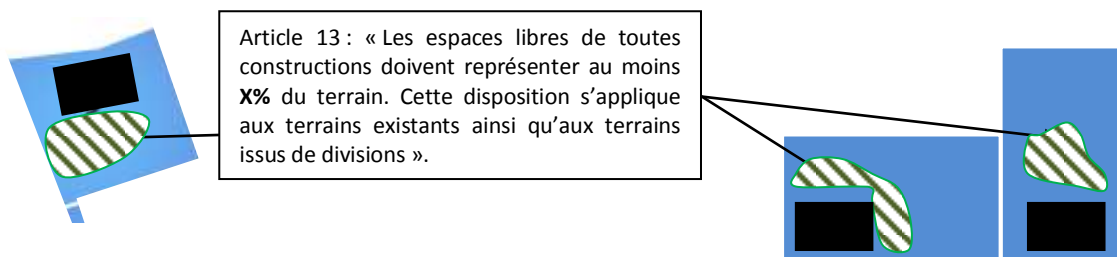 Article 13 : « Les espaces libres de toutes
constructions doivent représenter au moins
X% du terrain. Cette disposition s’applique
aux terrains existants ainsi qu’aux terrains
issus de divisions ».